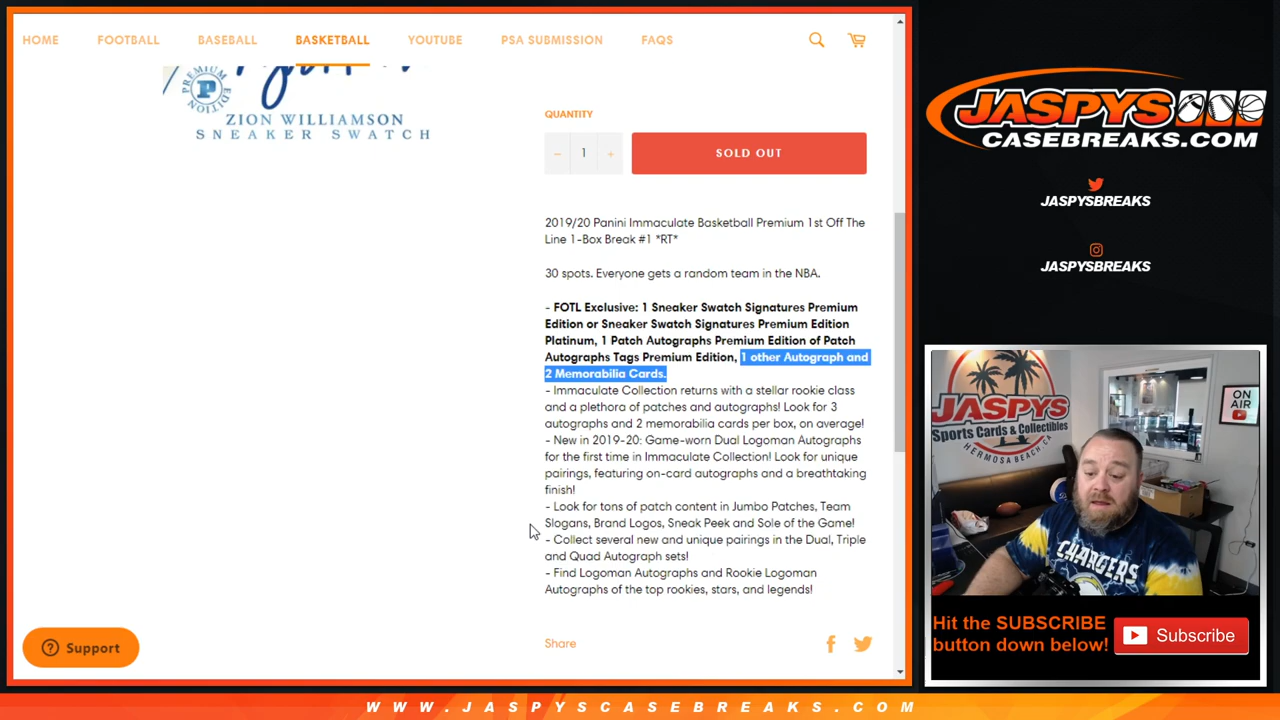 HOME FOOTBALL BASEBALL BASKETBALL YOUTUBE PSA SUBMISSION FAQS
PREMIUM EDITION
P
ZION WILLIAMSON
SNEAKER SWATCH
QUANTITY
− 1 + SOLD OUT
2019/20 Panini Immaculate Basketball Premium 1st Off The
Line 1-Box Break #1 *RT*
30 spots. Everyone gets a random team in the NBA.
- FOTL Exclusive: 1 Sneaker Swatch Signatures Premium
Edition or Sneaker Swatch Signatures Premium Edition
Platinum, 1 Patch Autographs Premium Edition of Patch
Autographs Tags Premium Edition, 1 other Autograph and
2 Memorabilia Cards.
- Immaculate Collection returns with a stellar rookie class
and a plethora of patches and autographs! Look for 3
autographs and 2 memorabilia cards per box, on average!
- New in 2019-20: Game-worn Dual Logoman Autographs
for the first time in Immaculate Collection! Look for unique
pairings, featuring on-card autographs and a breathtaking
finish!
- Look for tons of patch content in Jumbo Patches, Team
Slogans, Brand Logos, Sneak Peek and Sole of the Game!
- Collect several new and unique pairings in the Dual, Triple
and Quad Autograph sets!
- Find Logoman Autographs and Rookie Logoman
Autographs of the top rookies, stars, and legends!
Share
Support
JASPYS
CASEBREAKS.COM
JASPYSBREAKS
JASPYSBREAKS
JASPYS
Sports Cards & Collectibles
HERMOSA BEACH, CA
ON
AIR
CHARGERS
Hit the SUBSCRIBE
button down below!
Subscribe
WWW.JASPYSCASEBREAKS.COM